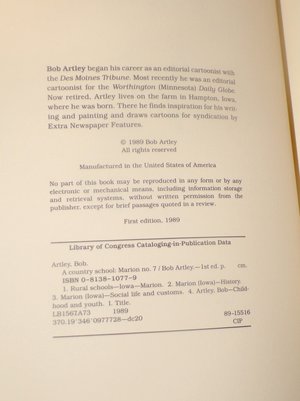 Bob Artley began his career as an editorial cartoonist with
the Des Moines Tribune. Most recently he was an editorial
cartoonist for the Worthington (Minnesota) Daily Globe.
Now retired, Artley lives on the farm in Hampton, Iowa,
where he was born. There he finds inspiration for his writ-
ing and painting and draws cartoons for syndication by
Extra Newspaper Features.
© 1989 Bob Artley
All rights reserved
Manufactured in the United States of America
No part of this book may be reproduced in any form or by any
electronic or mechanical means, including information storage
and retrieval systems, without written permission from the
publisher, except for brief passages quoted in a review.
First edition, 1989
Library of Congress Cataloging-in-Publication Data
Artley, Bob.
A country school: Marion no. 7 / Bob Artley.—1st ed. p. cm.
ISBN 0-8138-1077-9
1. Rural schools—Iowa—Marion. 2. Marion (Iowa)—History.
3. Marion (Iowa)—Social life and customs. 4. Artley, Bob—Child-
hood and youth. I. Title.
LB1567.A73 1989
370.19'346'0977728—dc20 89-15516
CIP